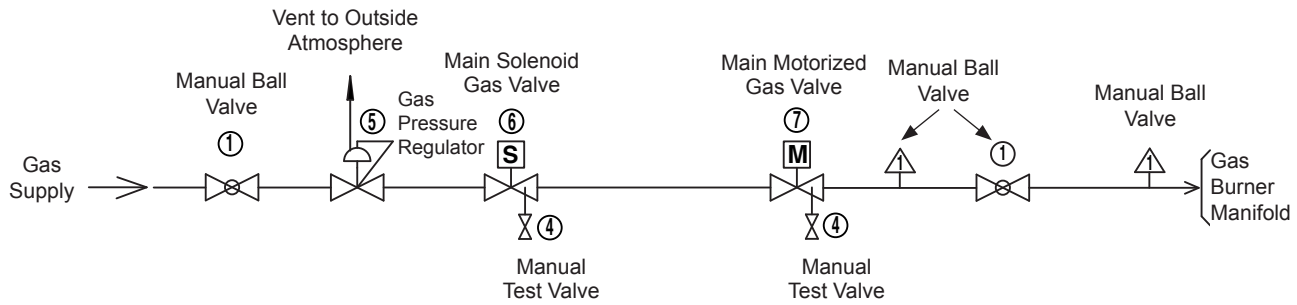 Vent to Outside
Atmosphere
Manual Ball
Valve
1
5
Gas
Pressure
Regulator
Main Solenoid
Gas Valve
6
S
Main Motorized
Gas Valve
7
M
Manual Ball
Valve
1
1
Manual Ball
Valve
1
Gas
Supply
Gas
Burner
Manifold
4
Manual
Test Valve
4
Manual
Test Valve